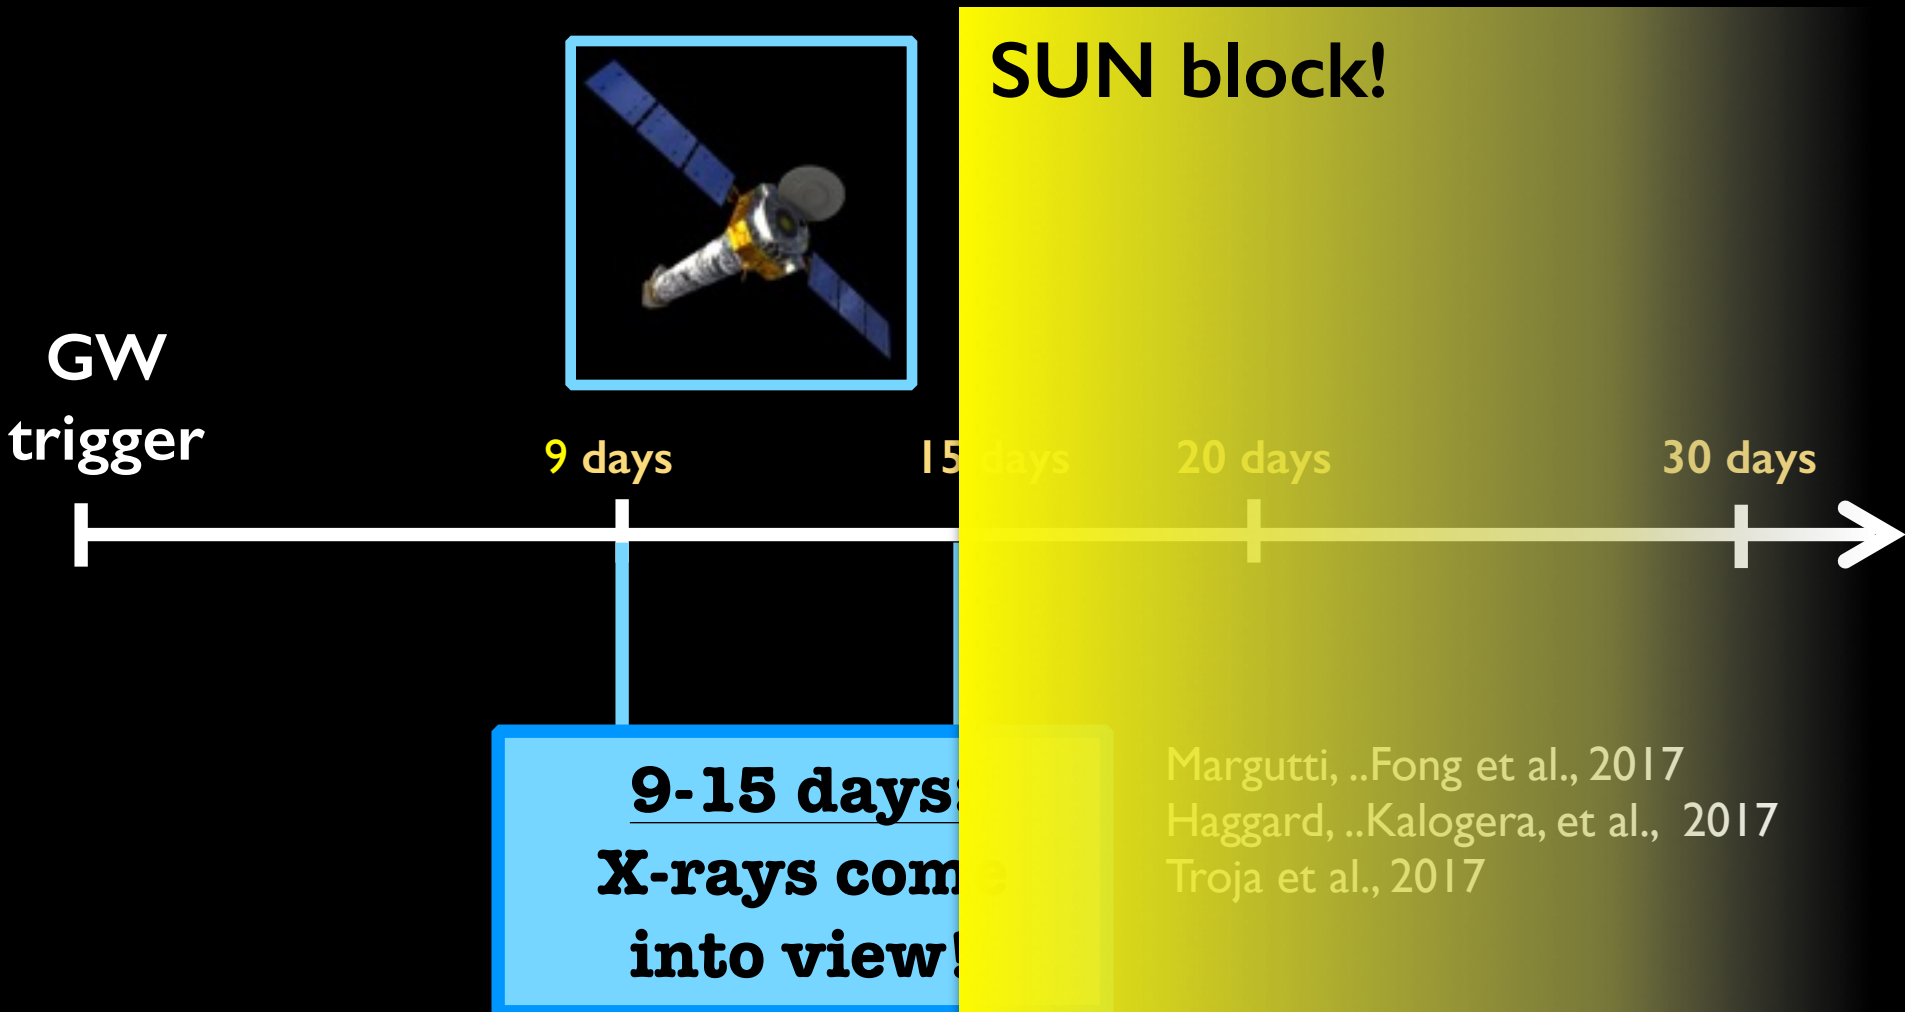 SUN block!
GW
trigger
9 days
15 days
20 days
30 days
9-15 days:
X-rays come
into view!
Margutti, ..Fong et al., 2017
Haggard, ..Kalogera, et al., 2017
Troja et al., 2017